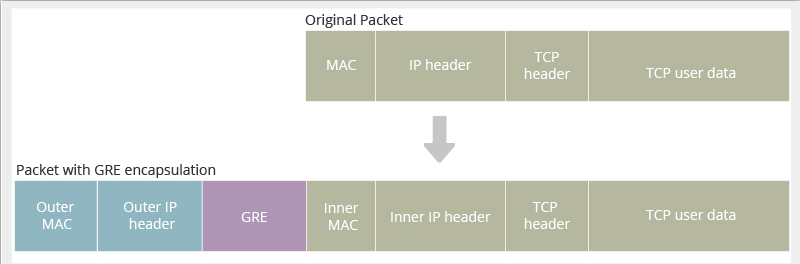 Original Packet
MAC
IP header
TCP
header
TCP user data
Packet with GRE encapsulation
Outer
MAC
Outer IP
header
GRE
Inner
MAC
Inner IP header
TCP
header
TCP user data